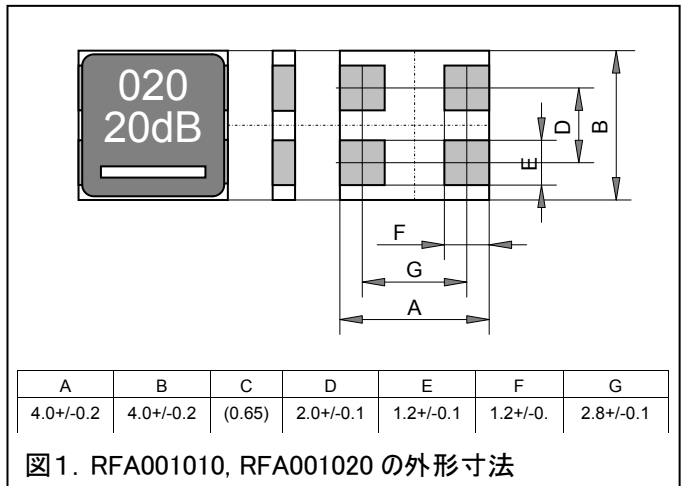 020
20dB
D
B
E
F
G
A
A B C D E F G
4.0+/-0.2 4.0+/-0.2 (0.65) 2.0+/-0.1 1.2+/-0.1 1.2+/-0. 2.8+/-0.1
図1. RFA001010, RFA001020 の外形寸法